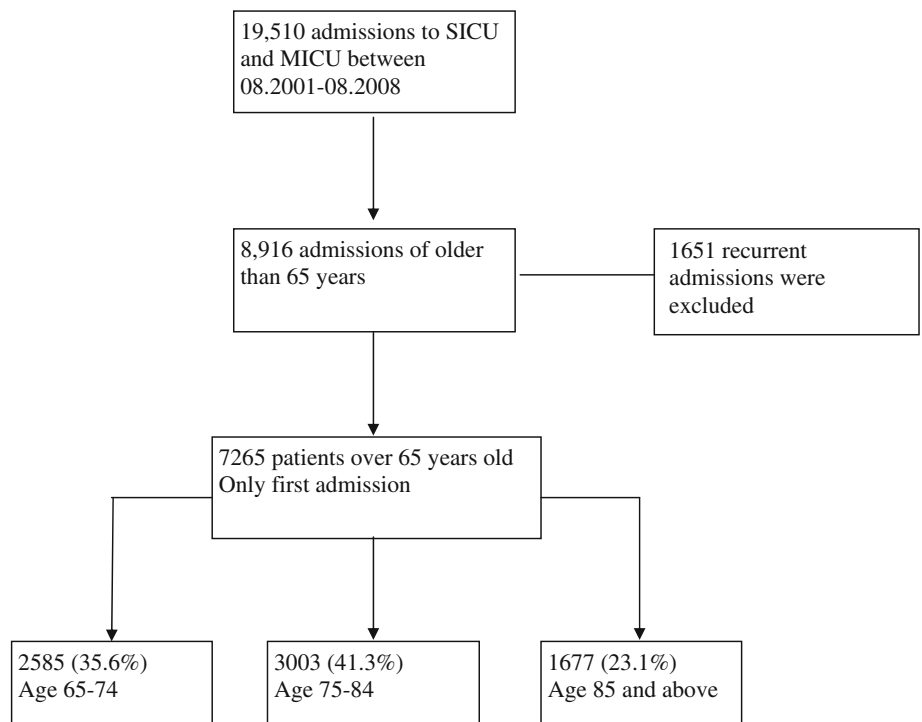 19,510 admissions to SICU
and MICU between
08.2001-08.2008
8,916 admissions of older
than 65 years
1651 recurrent
admissions were
excluded
7265 patients over 65 years old
Only first admission
2585 (35.6%)
Age 65-74
3003 (41.3%)
Age 75-84
1677 (23.1%)
Age 85 and above